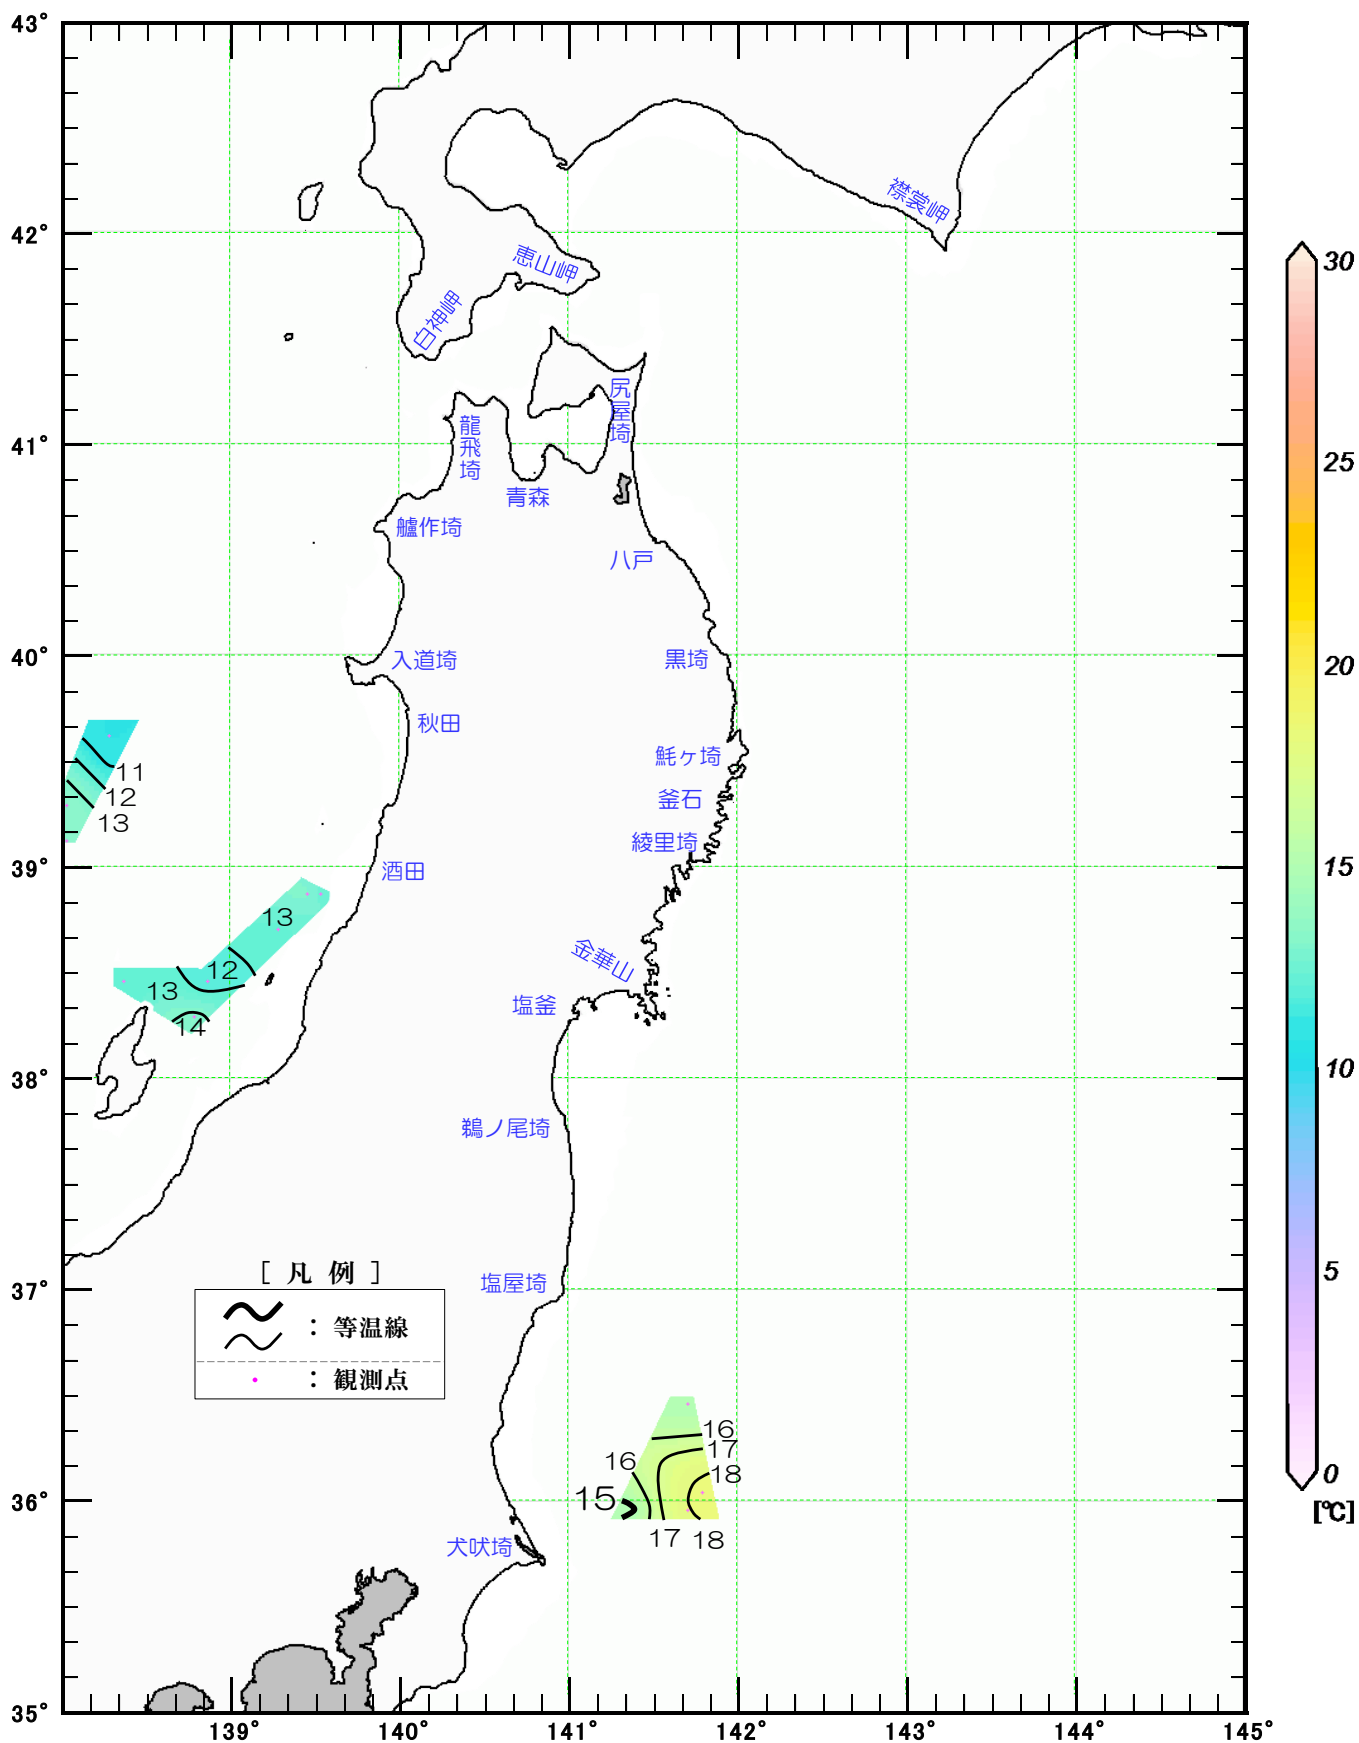 43°
42°
41°
40°
39°
38°
37°
36°
35°
139°
140°
141°
142°
143°
144°
145°
襟裳岬
恵山岬
白神岬
尻屋埼
龍飛埼
青森
艫作埼
八戸
入道埼
黒埼
秋田
魹ヶ埼
釜石
綾里埼
酒田
金華山
塩釜
鵜ノ尾埼
塩屋埼
犬吠埼
11
12
13
13
12
13
14
16
17
16
18
15
17
18
[ 凡 例 ]
：等温線
：観測点
30
25
20
15
10
5
0
[℃]